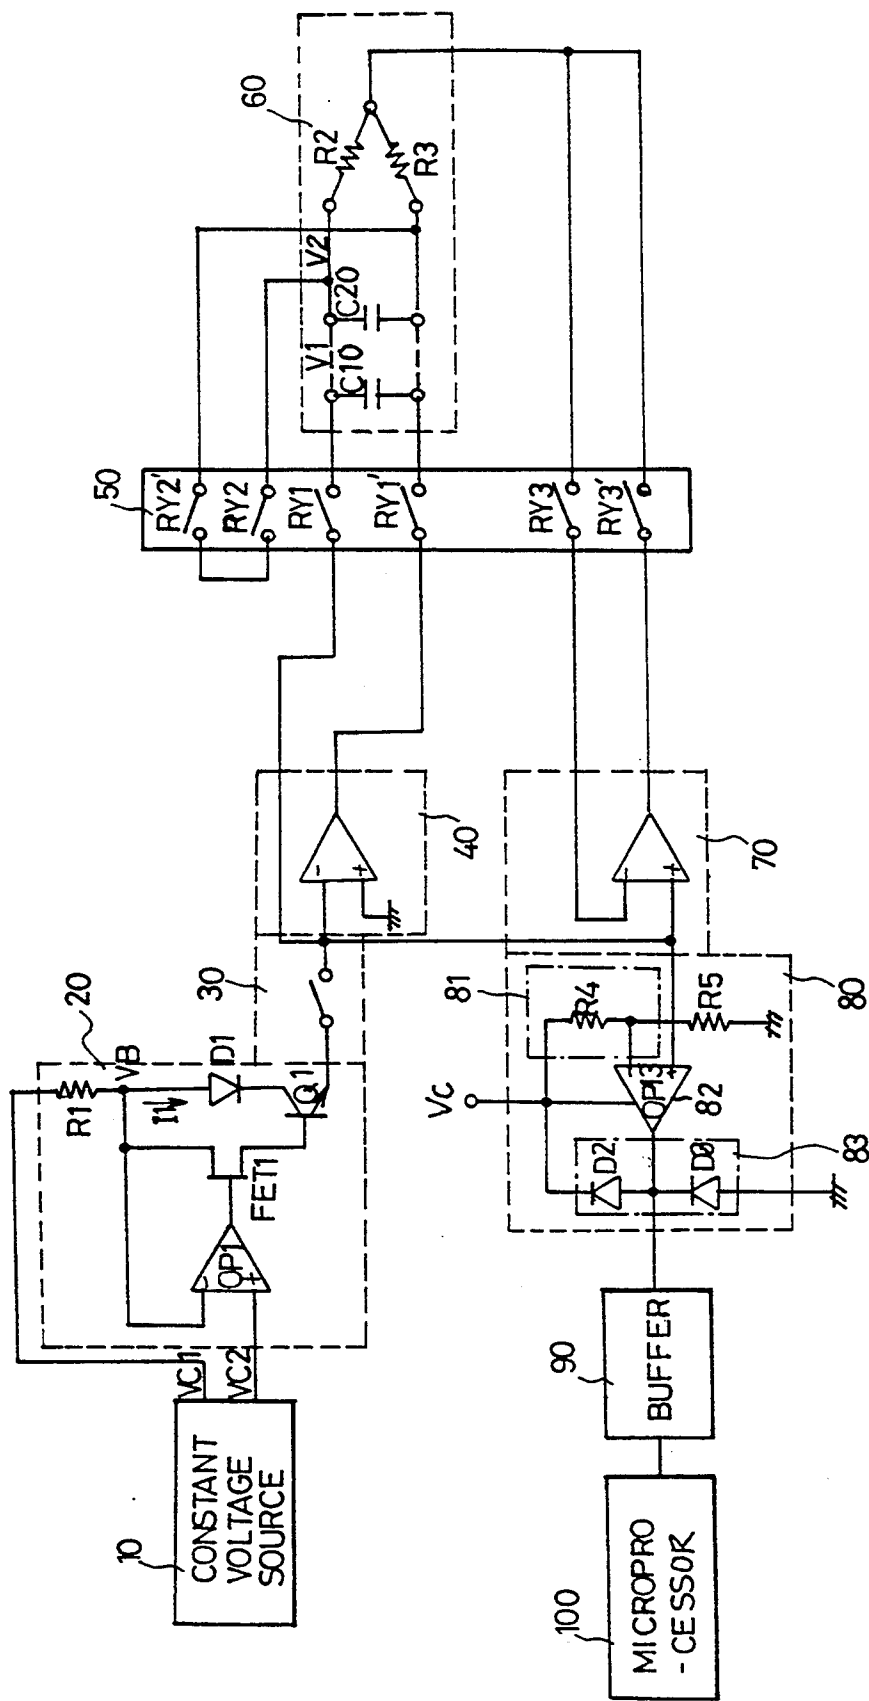 10
CONSTANT
VOLTAGE
SOURCE
VC1
VC2
20
R1
VB
I1
D1
Q1
FET1
OP1
-
+
30
40
-
+
50
RY2'
RY2
RY1
RY1'
RY3
RY3'
60
R2
R3
V2
V1
C20
C10
70
-
+
80
81
R4
R5
VC
OP13
+
82
D2
D3
83
90
BUFFER
100
MICROPRO
-CESSOR